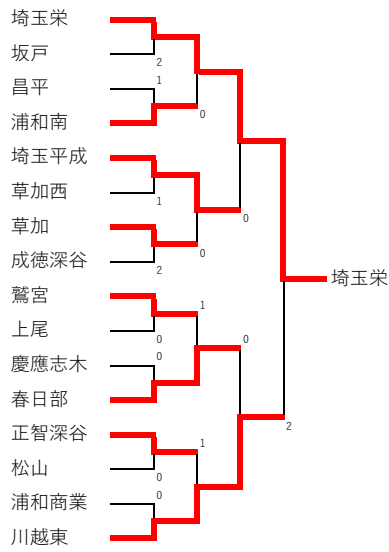 埼玉栄
坂戸
2
1
昌平
0
浦和南
埼玉平成
1
草加西
0
草加
0
成徳深谷
2
埼玉栄
鷲宮
1
上尾
0
0
0
慶應志木
春日部
2
正智深谷
1
松山
0
0
浦和商業
川越東